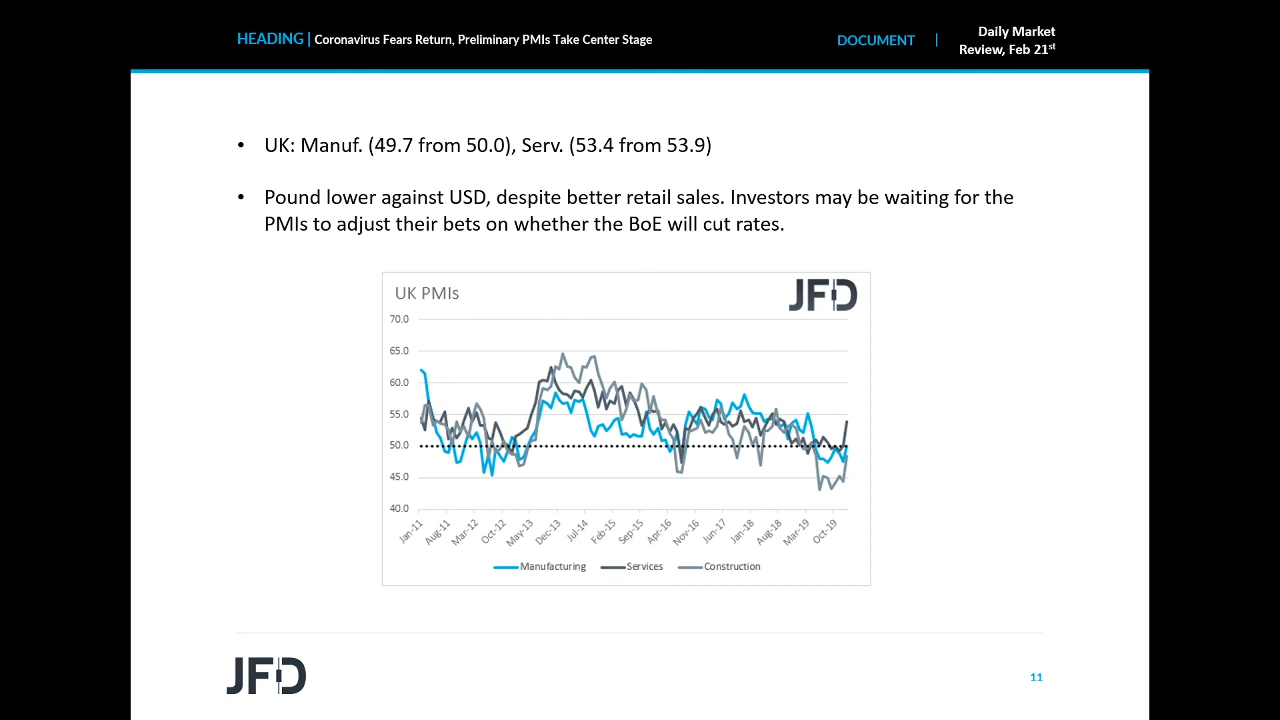 HEADING | Coronavirus Fears Return, Preliminary PMIs Take Center Stage
DOCUMENT |
Daily Market
Review, Feb 21st
• UK: Manuf. (49.7 from 50.0), Serv. (53.4 from 53.9)
• Pound lower against USD, despite better retail sales. Investors may be waiting for the
PMIs to adjust their bets on whether the BoE will cut rates.
UK PMIs
JFD
70.0
65.0
60.0
55.0
50.0
45.0
40.0
Jan-11 Aug-11 Mar-12 Oct-12 May-13 Dec-13 Jul-14 Feb-15 Sep-15 Apr-16 Nov-16 Jun-17 Jan-18 Aug-18 Mar-19 Oct-19
Manufacturing Services Construction
JFD
11